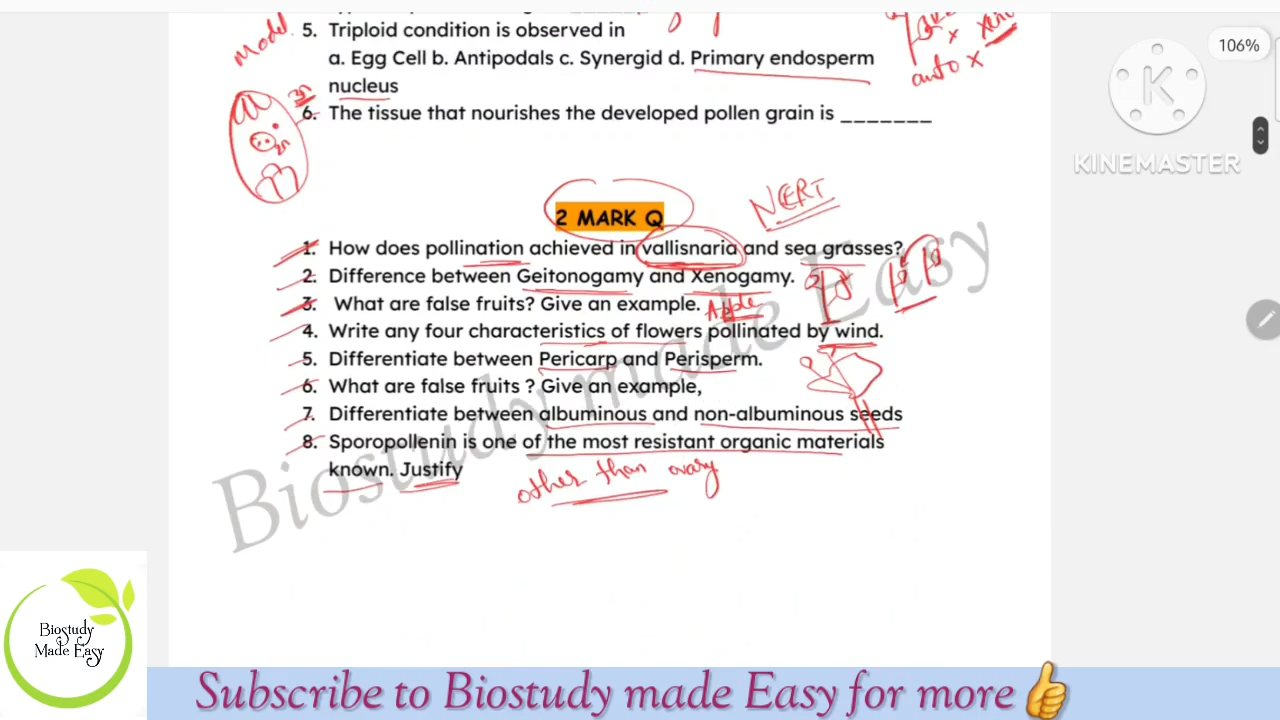 5. Triploid condition is observed in
106%
model
xeno
auto x
a. Egg Cell b. Antipodals c. Synergid d. Primary endosperm
nucleus
3n
6. The tissue that nourishes the developed pollen grain is _______
2n
KINEMASTER
2 MARK Q
NCERT
1. How does pollination achieved in vallisnaria and sea grasses?
2. Difference between Geitonogamy and Xenogamy.
3. What are false fruits? Give an example. Apple
4. Write any four characteristics of flowers pollinated by wind.
5. Differentiate between Pericarp and Perisperm.
6. What are false fruits ? Give an example,
7. Differentiate between albuminous and non-albuminous seeds
8. Sporopollenin is one of the most resistant organic materials
known. Justify
other than ovary
Biostudy made Easy
Biostudy
Made Easy
Subscribe to Biostudy made Easy for more